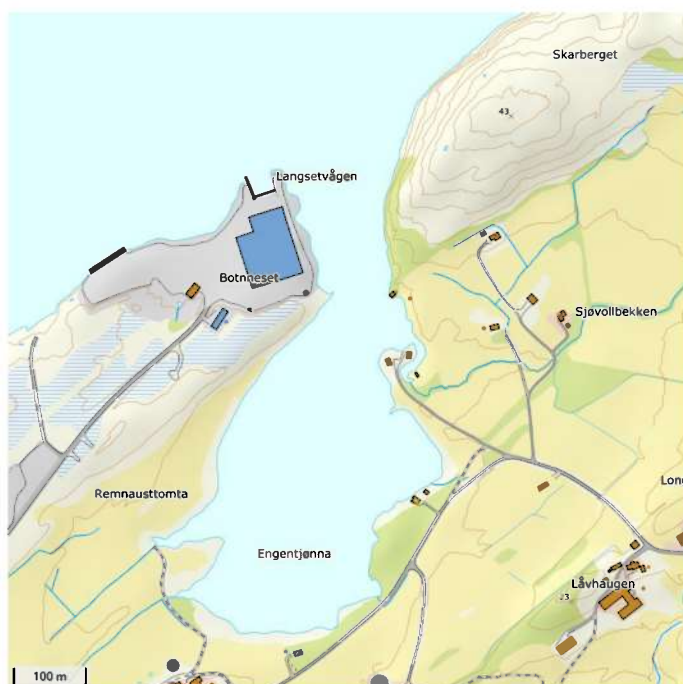 Skarberget
43
Langsetvågen
Botnneset
Sjøvollbekken
Remnausttomta
Engentjønna
Låvhaugen
100 m